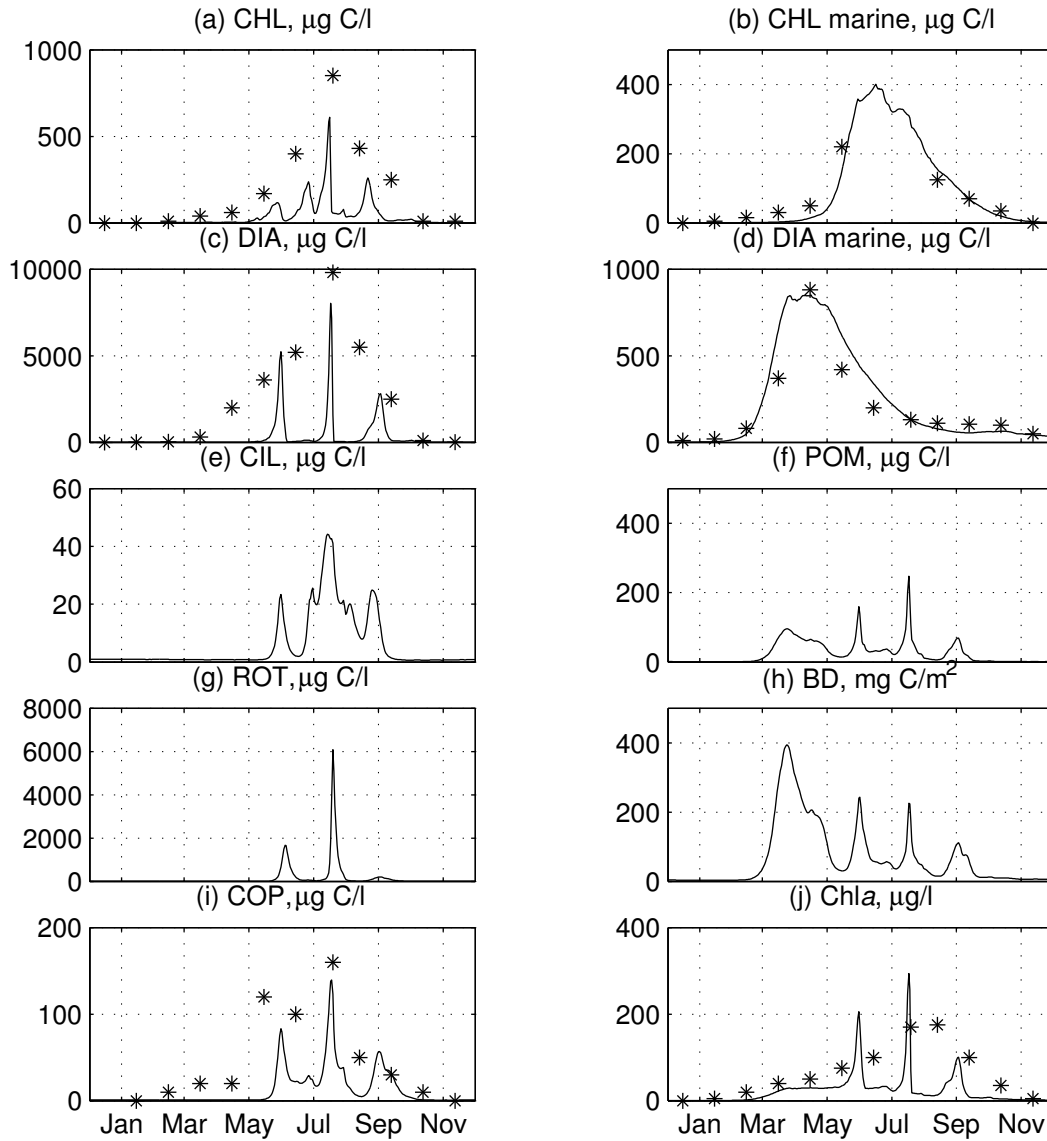 (a) CHL, μg C/l
(b) CHL marine, μg C/l
1000
500
0
400
200
0
(c) DIA, μg C/l
(d) DIA marine, μg C/l
10000
5000
0
1000
500
0
(e) CIL, μg C/l
(f) POM, μg C/l
60
40
20
0
400
200
0
(g) ROT, μg C/l
(h) BD, mg C/m²
8000
6000
4000
2000
0
400
200
0
(i) COP, μg C/l
(j) Chla, μg/l
200
100
0
400
200
0
Jan Mar May Jul Sep Nov
Jan Mar May Jul Sep Nov